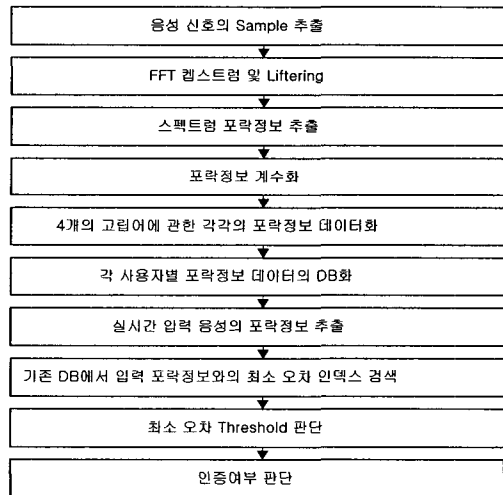 음성 신호의 Sample 추출
FFT 켑스트럼 및 Liftering
스펙트럼 포락정보 추출
포락정보 계수화
4개의 고립어에 관한 각각의 포락정보 데이터화
각 사용자별 포락정보 데이터의 DB화
실시간 입력 음성의 포락정보 추출
기존 DB에서 입력 포락정보와의 최소 오차 인덱스 검색
최소 오차 Threshold 판단
인증여부 판단